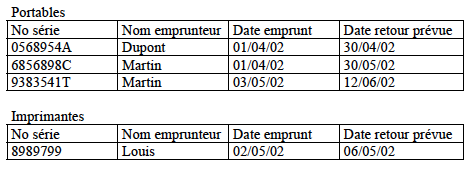 Portables
No série Nom emprunteur Date emprunt Date retour prévue
0568954A Dupont 01/04/02 30/04/02
6856898C Martin 01/04/02 30/05/02
9383541T Martin 03/05/02 12/06/02
Imprimantes
No série Nom emprunteur Date emprunt Date retour prévue
8989799 Louis 02/05/02 06/05/02